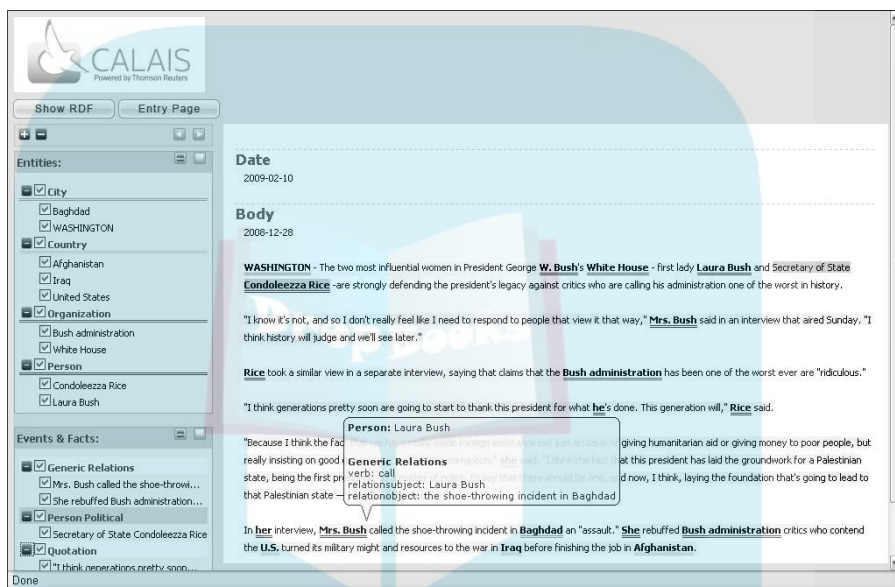 CALAIS
Powered by Thomson Reuters
Show RDF
Entry Page
Entities:
City
Baghdad
WASHINGTON
Country
Afghanistan
Iraq
United States
Organization
Bush administration
White House
Person
Condoleezza Rice
Laura Bush
Events & Facts:
Generic Relations
Mrs. Bush called the shoe-throwi...
She rebuffed Bush administration...
Person Political
Secretary of State Condoleezza Rice
Quotation
"I think generations pretty soon...
Done
Date
2009-02-10
Body
2008-12-28
WASHINGTON - The two most influential women in President George W. Bush's White House - first lady Laura Bush and Secretary of State
Condoleezza Rice -are strongly defending the president's legacy against critics who are calling his administration one of the worst in history.
"I know it's not, and so I don't really feel like I need to respond to people that view it that way," Mrs. Bush said in an interview that aired Sunday. "I
think history will judge and we'll see later."
Rice took a similar view in a separate interview, saying that claims that the Bush administration has been one of the worst ever are "ridiculous."
"I think generations pretty soon are going to start to thank this president for what he's done. This generation will," Rice said.
"Because I think the fac giving humanitarian aid or giving money to poor people, but
really insisting on good at this president has laid the groundwork for a Palestinian
state, being the first pre d now, I think, laying the foundation that's going to lead to
that Palestinian state —
Person: Laura Bush
Generic Relations
verb: call
relationsubject: Laura Bush
relationobject: the shoe-throwing incident in Baghdad
In her interview, Mrs. Bush called the shoe-throwing incident in Baghdad an "assault." She rebuffed Bush administration critics who contend
the U.S. turned its military might and resources to the war in Iraq before finishing the job in Afghanistan.